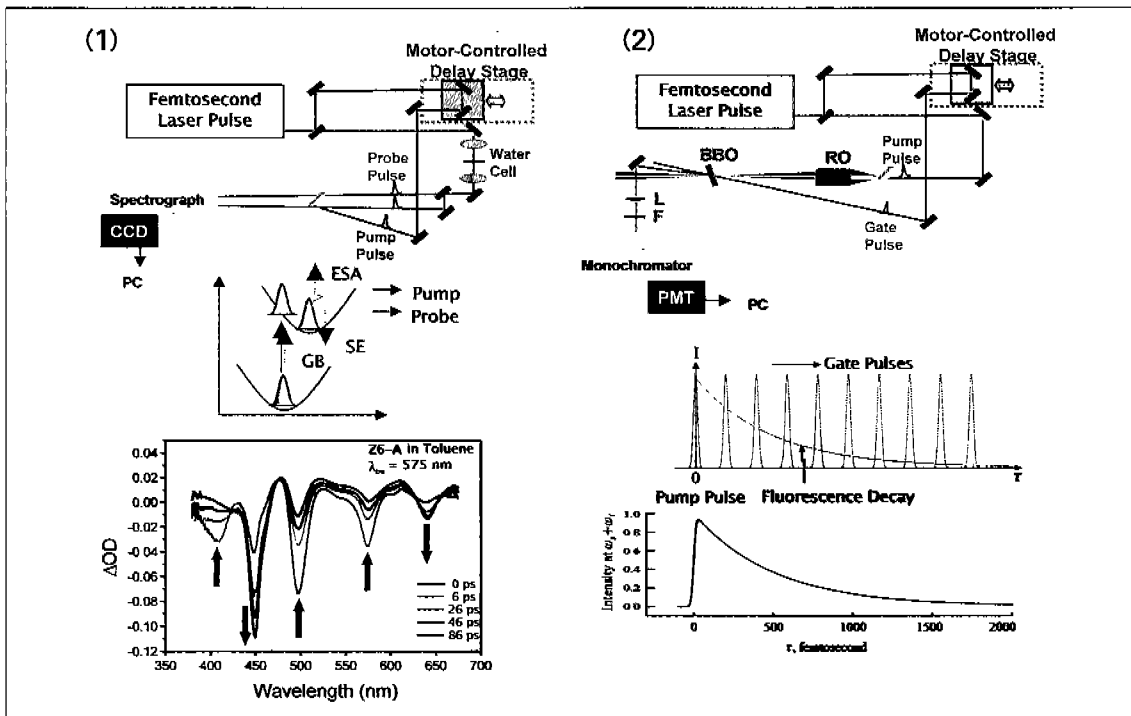 (1)
Motor-Controlled
Delay Stage
Femtosecond
Laser Pulse
Water
Cell
Probe
Pulse
Spectrograph
CCD
PC
Pump
Pulse
ESA
Pump
Probe
SE
GB
Z6-A in Toluene
= 575 nm
0.04
0.02
0.00
-0.02
-0.04
-0.06
-0.08
-0.10
-0.12
ΔOD
0 ps
6 ps
26 ps
46 ps
86 ps
350 400 450 500 550 600 650 700
Wavelength (nm)
(2)
Motor-Controlled
Delay Stage
Femtosecond
Laser Pulse
BBO
RO
Pump
Pulse
L
F
Gate
Pulse
Monochromator
PMT
PC
I
Gate Pulses
0
τ
Pump Pulse Fluorescence Decay
1.0
0.8
0.6
0.4
0.2
0.0
Intensity at
0 500 1000 1500 2000
τ, femtosecond